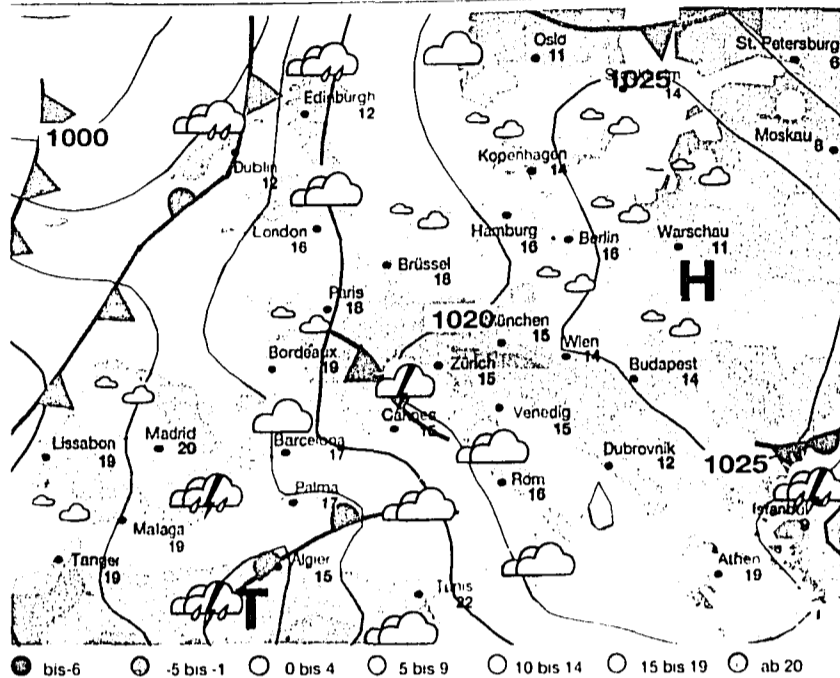 Oslo
11
St. Petersburg
6
1025
14
Edinburgh
12
1000
Moskau
8
Dublin
12
Kopenhagen
14
London
16
Hamburg
16
Berlin
16
Warschau
11
Brüssel
18
H
Paris
18
1020
München
15
Bordeaux
19
Zürich
15
Wien
14
Budapest
14
Cannes
Venedig
15
Lissabon
19
Madrid
20
Barcelona
17
Dubrovnik
12
1025
Palma
17
Rom
16
Istanbul
9
Malaga
19
Tanger
19
Algier
15
Athen
19
T
Tunis
22
bis-6
-5 bis -1
0 bis 4
5 bis 9
10 bis 14
15 bis 19
ab 20